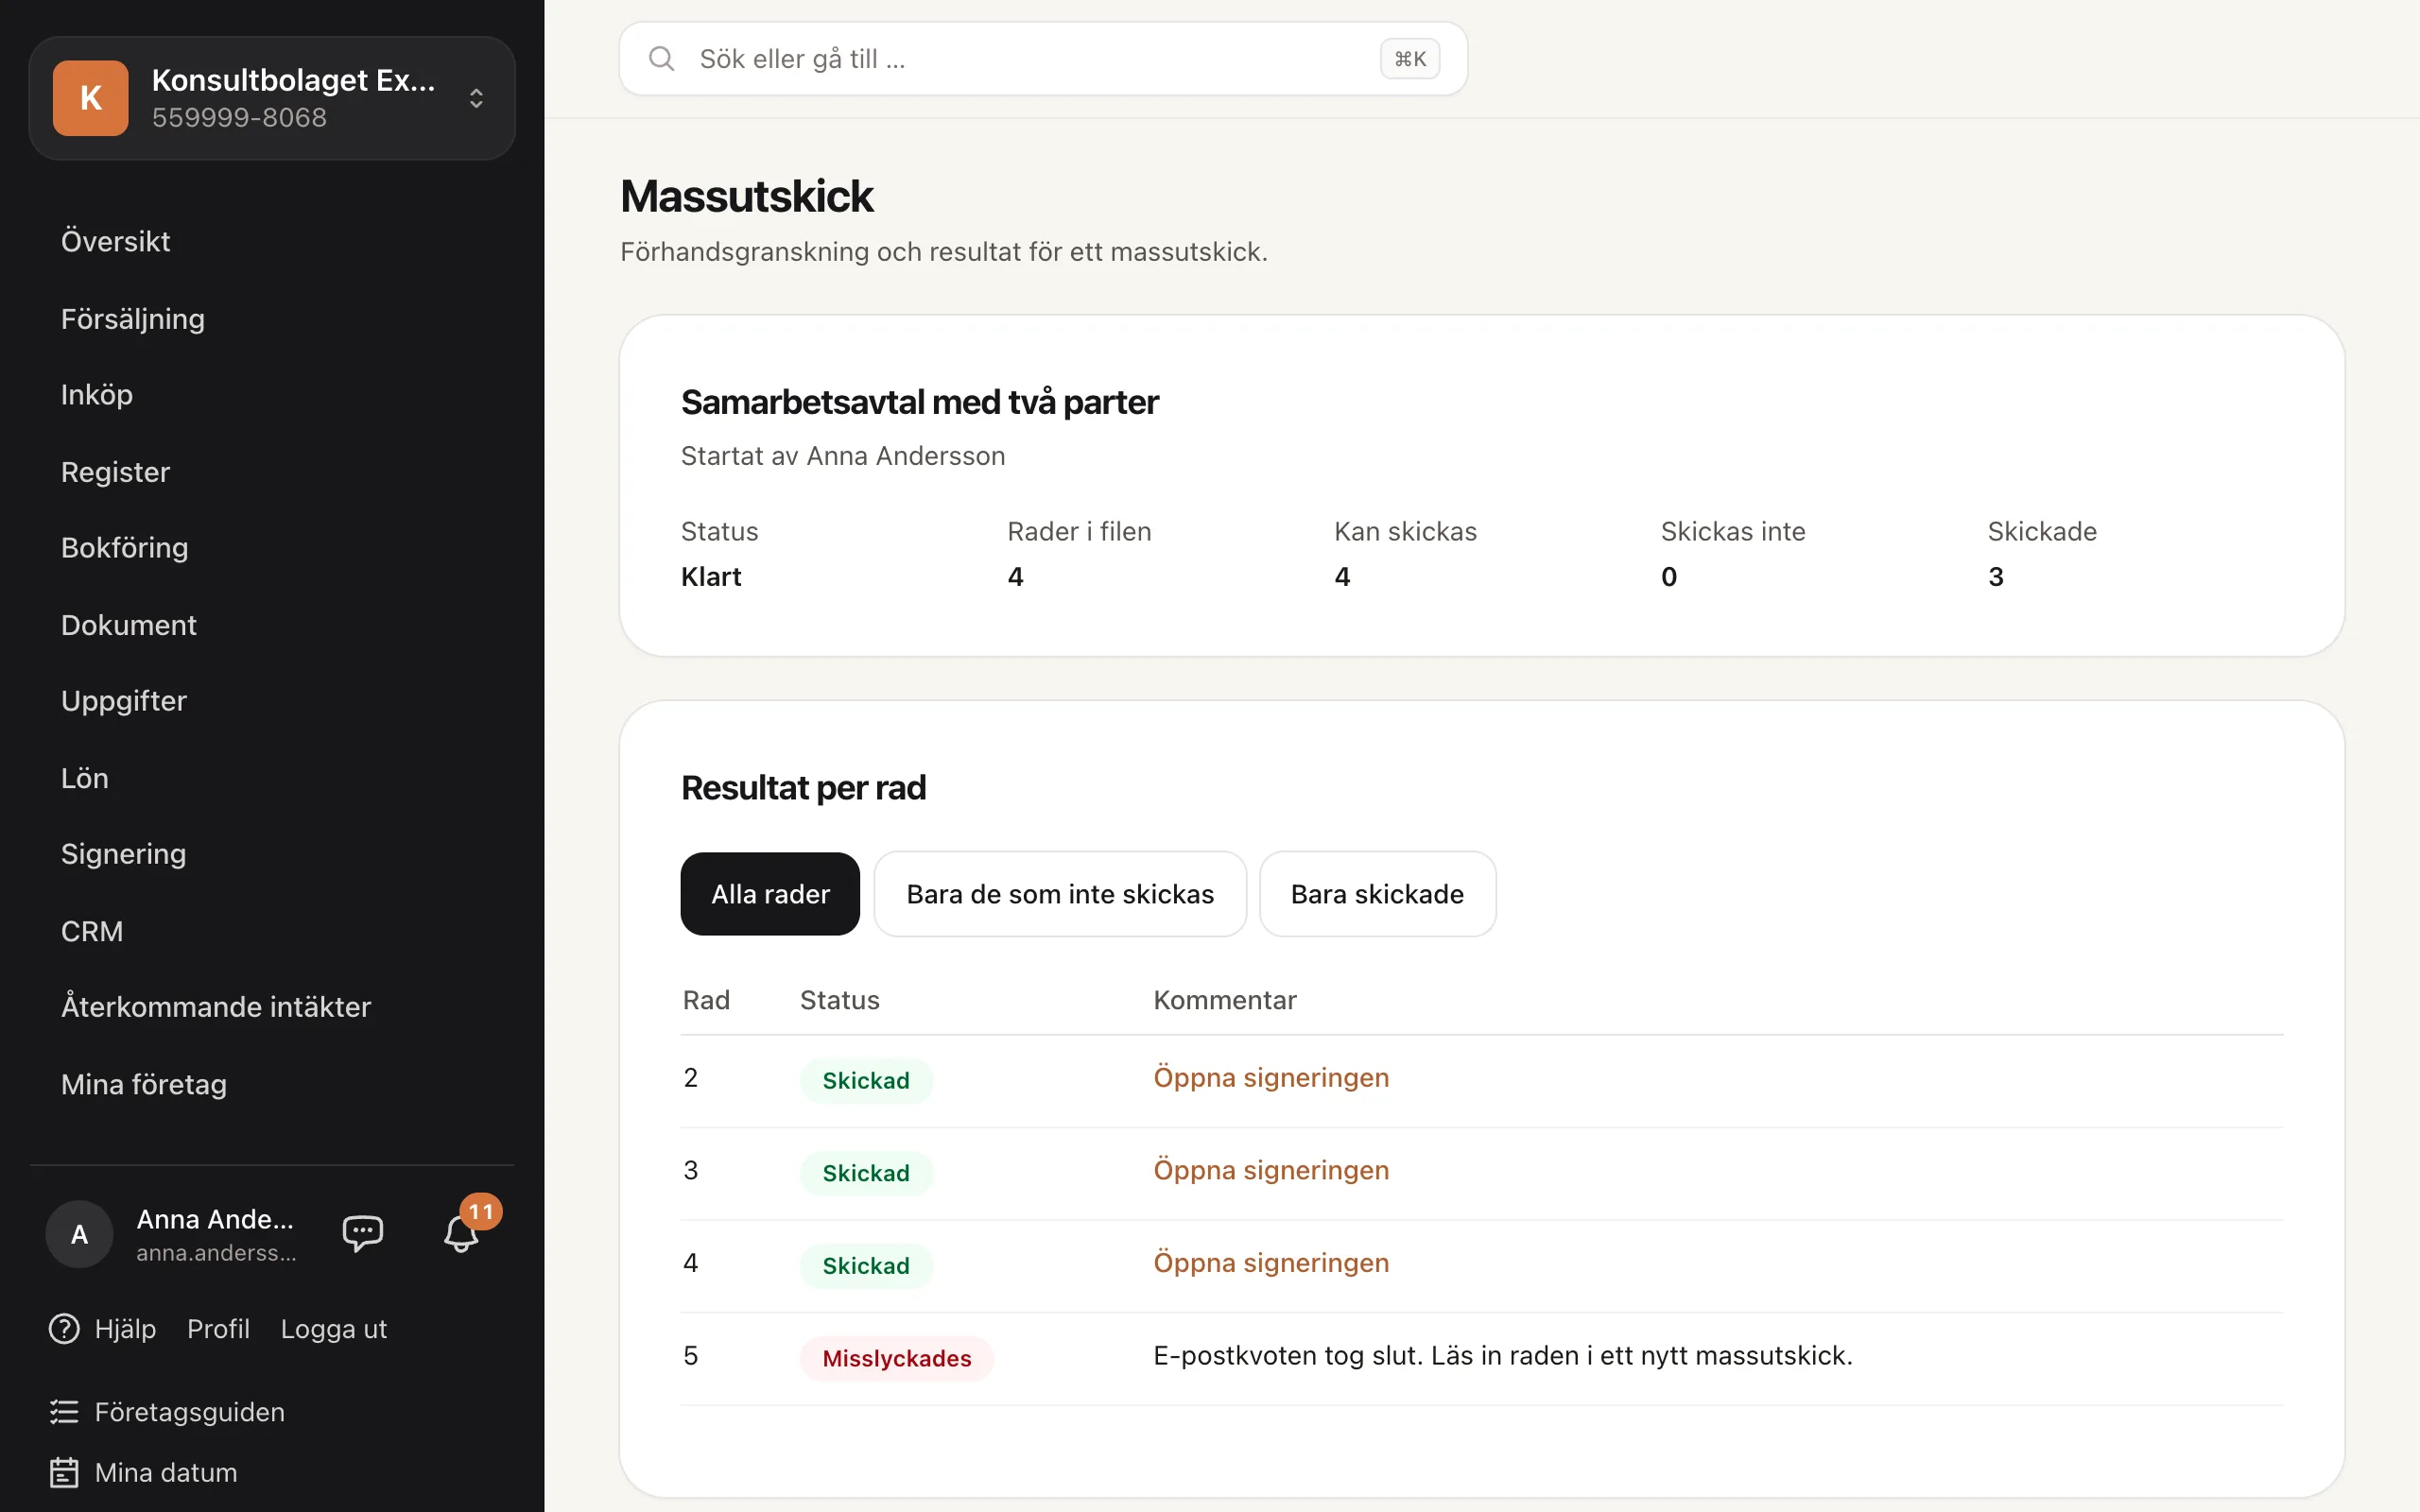 K
Konsultbolaget Ex...
559999-8068
Översikt
Försäljning
Inköp
Register
Bokföring
Dokument
Uppgifter
Lön
Signering
CRM
Återkommande intäkter
Mina företag
A
Anna Ande...
anna.anderss...
11
Hjälp Profil Logga ut
Företagsguiden
Mina datum
Sök eller gå till ... ⌘K
Massutskick
Förhandsgranskning och resultat för ett massutskick.
Samarbetsavtal med två parter
Startat av Anna Andersson
Status Rader i filen Kan skickas Skickas inte Skickade
Klart 4 4 0 3
Resultat per rad
Alla rader Bara de som inte skickas Bara skickade
Rad Status Kommentar
2 Skickad Öppna signeringen
3 Skickad Öppna signeringen
4 Skickad Öppna signeringen
5 Misslyckades E-postkvoten tog slut. Läs in raden i ett nytt massutskick.